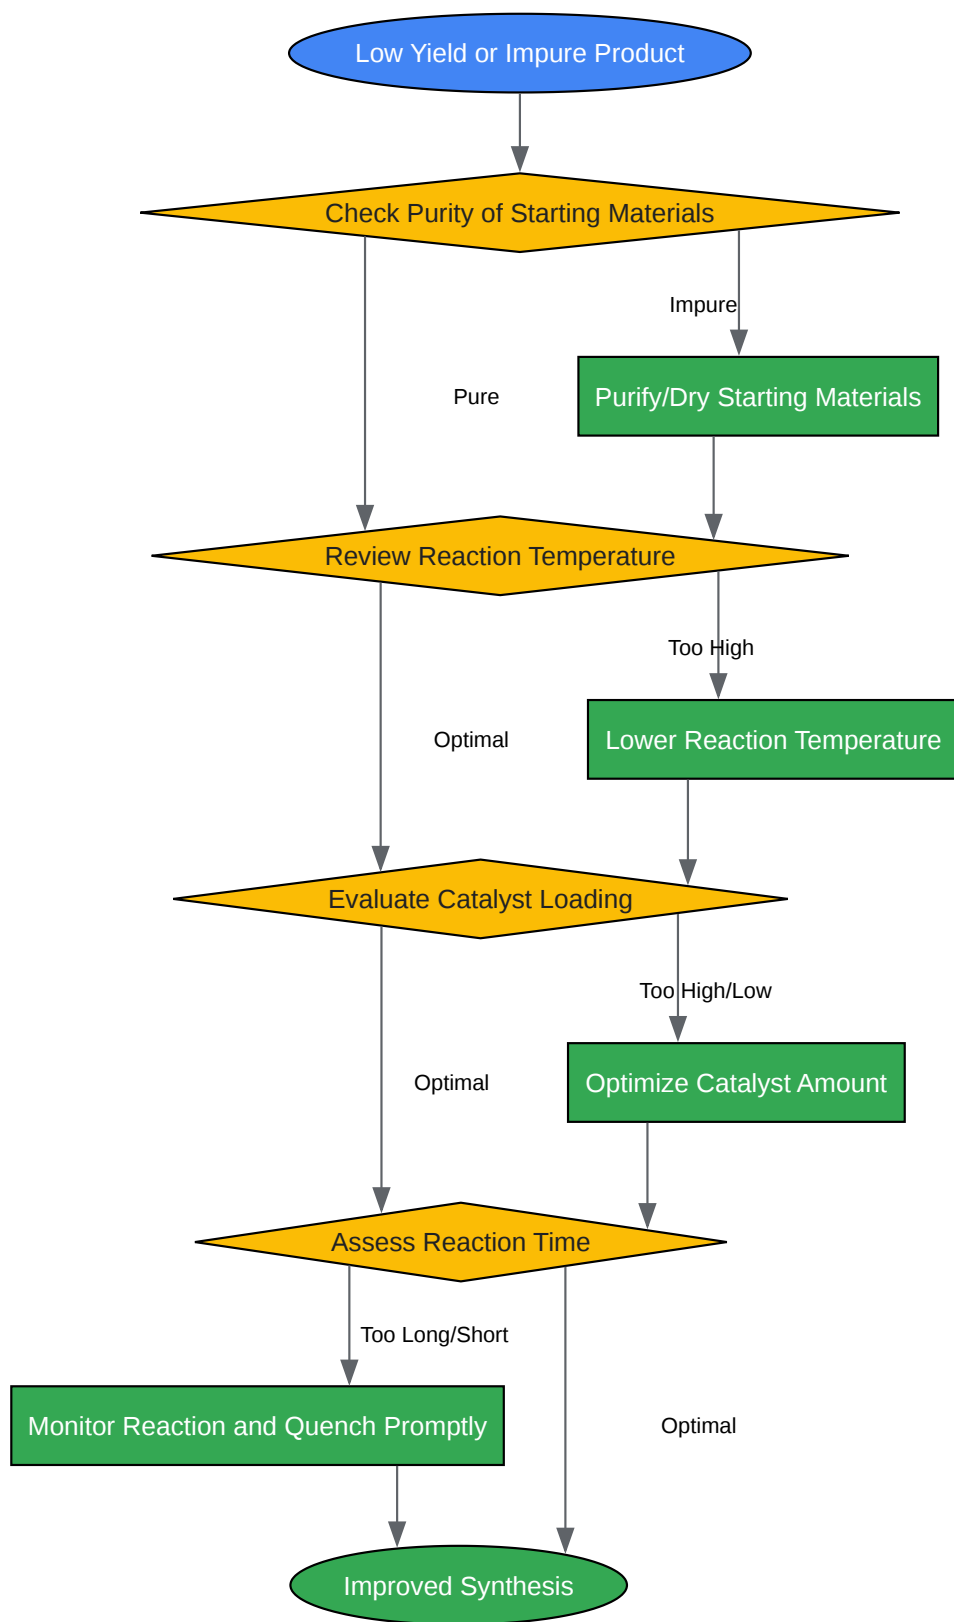 Low Yield or Impure Product
Check Purity of Starting Materials
Impure
Pure
Purify/Dry Starting Materials
Review Reaction Temperature
Too High
Optimal
Lower Reaction Temperature
Evaluate Catalyst Loading
Too High/Low
Optimal
Optimize Catalyst Amount
Assess Reaction Time
Too Long/Short
Monitor Reaction and Quench Promptly
Optimal
Improved Synthesis